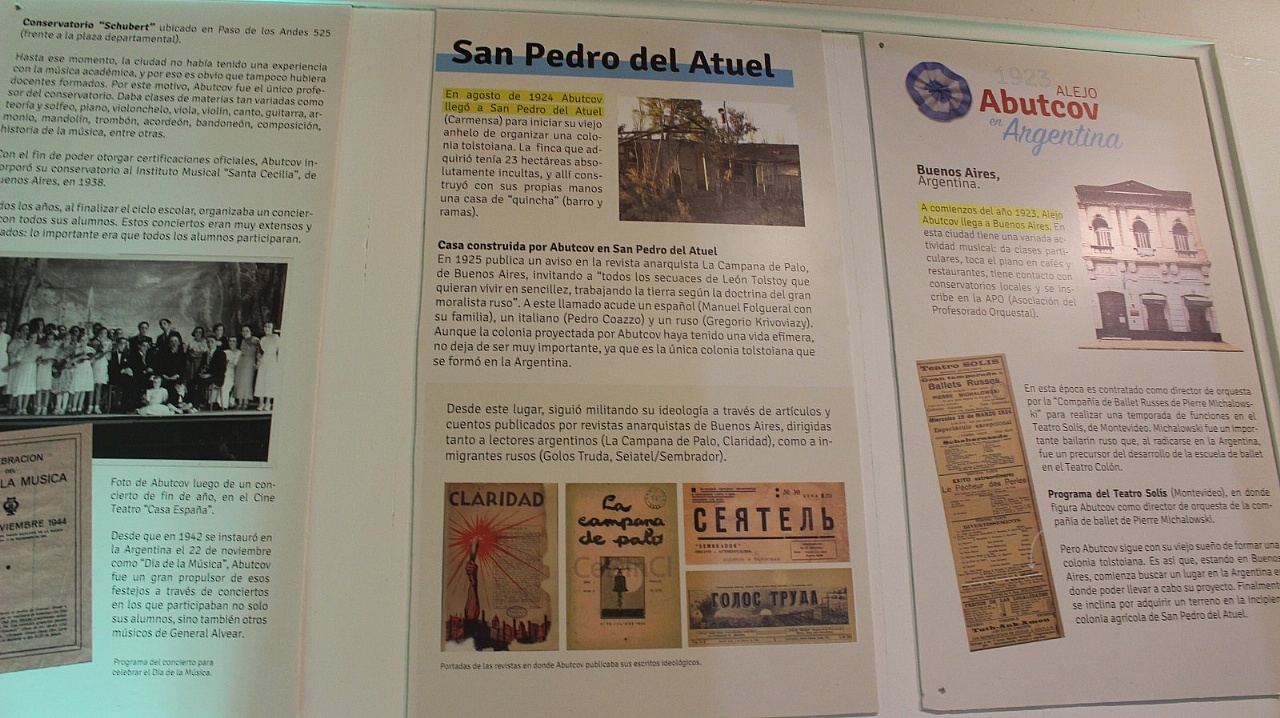 Conservatorio "Schubert" ubicado en Paso de los Andes 525
(frente a la plaza departamental).
Hasta ese momento, la ciudad no había tenido una experiencia
con la música académica, y por eso es obvio que tampoco hubiera
docentes formados. Por este motivo, Abutcov fue el único profe-
sor del conservatorio. Daba clases de materias tan variadas como
teoría y solfeo, piano, violonchelo, viola, violín, canto, guitarra, ar-
monio, mandolín, trombón, acordeón, bandoneón, composición,
historia de la música, entre otras.
Con el fin de poder otorgar certificaciones oficiales, Abutcov in-
orporó su conservatorio al Instituto Musical "Santa Cecilia", de
uenos Aires, en 1938.
dos los años, al finalizar el ciclo escolar, organizaba un concier-
con todos sus alumnos. Estos conciertos eran muy extensos y
ados: lo importante era que todos los alumnos participaran.
BRACION
DEL
LA MUSICA
VIEMBRE 1944
Foto de Abutcov luego de un con-
cierto de fin de año, en el Cine
Teatro "Casa España".
Desde que en 1942 se instauró en
la Argentina el 22 de noviembre
como "Día de la Música", Abutcov
fue un gran propulsor de esos
festejos a través de conciertos
en los que participaban no solo
sus alumnos, sino también otros
músicos de General Alvear.
Programa del concierto para
celebrar el Día de la Música.
San Pedro del Atuel
En agosto de 1924 Abutcov
llegó a San Pedro del Atuel
(Carmensa) para iniciar su viejo
anhelo de organizar una colo-
nia tolstoiana. La finca que ad-
quirió tenía 23 hectáreas abso-
lutamente incultas, y allí cons-
truyó con sus propias manos
una casa de "quincha" (barro y
ramas).
Casa construida por Abutcov en San Pedro del Atuel
En 1925 publica un aviso en la revista anarquista La Campana de Palo,
de Buenos Aires, invitando a "todos los secuaces de León Tolstoy que
quieran vivir en sencillez, trabajando la tierra según la doctrina del gran
moralista ruso". A este llamado acude un español (Manuel Folgueral con
su familia), un italiano (Pedro Coazzo) y un ruso (Gregorio Krivoviazy).
Aunque la colonia proyectada por Abutcov haya tenido una vida efímera,
no deja de ser muy importante, ya que es la única colonia tolstoiana que
se formó en la Argentina.
Desde este lugar, siguió militando su ideología a través de artículos y
cuentos publicados por revistas anarquistas de Buenos Aires, dirigidas
tanto a lectores argentinos (La Campana de Palo, Claridad), como a in-
migrantes rusos (Golos Truda, Seiatel/Sembrador).
CLARIDAD
La
campana
de palo
CeDInCI
№ 30
СЕЯТЕЛЬ
"SEMBRADOR"
ГОЛОС ТРУДА
Portadas de las revistas en donde Abutcov publicaba sus escritos ideológicos.
1923 ALEJO
Abutcov
en Argentina
Buenos Aires,
Argentina.
A comienzos del año 1923, Alejo
Abutcov llega a Buenos Aires. En
esta ciudad tiene una variada ac-
tividad musical: da clases parti-
culares, toca el piano en cafés y
restaurantes, tiene contacto con
conservatorios locales y se ins-
cribe en la APO (Asociación del
Profesorado Orquestal).
Teatro SOLIS
Gran temporada
Ballets Russes
PIERRE MICHAILOWSKI
Miercoles 19 de MARZO 1924
Espectáculo excepcional
Scheherazade
EXITO extraordinario
Le Pêcheur des Perles
DIVERTISSEMENTS
Tuth-Ank Amon
En esta época es contratado como director de orquesta
por la "Compañía de Ballet Russes de Pierre Michalows-
ki" para realizar una temporada de funciones en el
Teatro Solís, de Montevideo. Michalowski fue un impor-
tante bailarín ruso que, al radicarse en la Argentina,
fue un precursor del desarrollo de la escuela de ballet
en el Teatro Colón.
Programa del Teatro Solís (Montevideo), en donde
figura Abutcov como director de orquesta de la com-
pañía de ballet de Pierre Michalowski.
Pero Abutcov sigue con su viejo sueño de formar una
colonia tolstoiana. Es así que, estando en Buenos
Aires, comienza buscar un lugar en la Argentina en
donde poder llevar a cabo su proyecto. Finalmen
se inclina por adquirir un terreno en la incipien
colonia agrícola de San Pedro del Atuel.